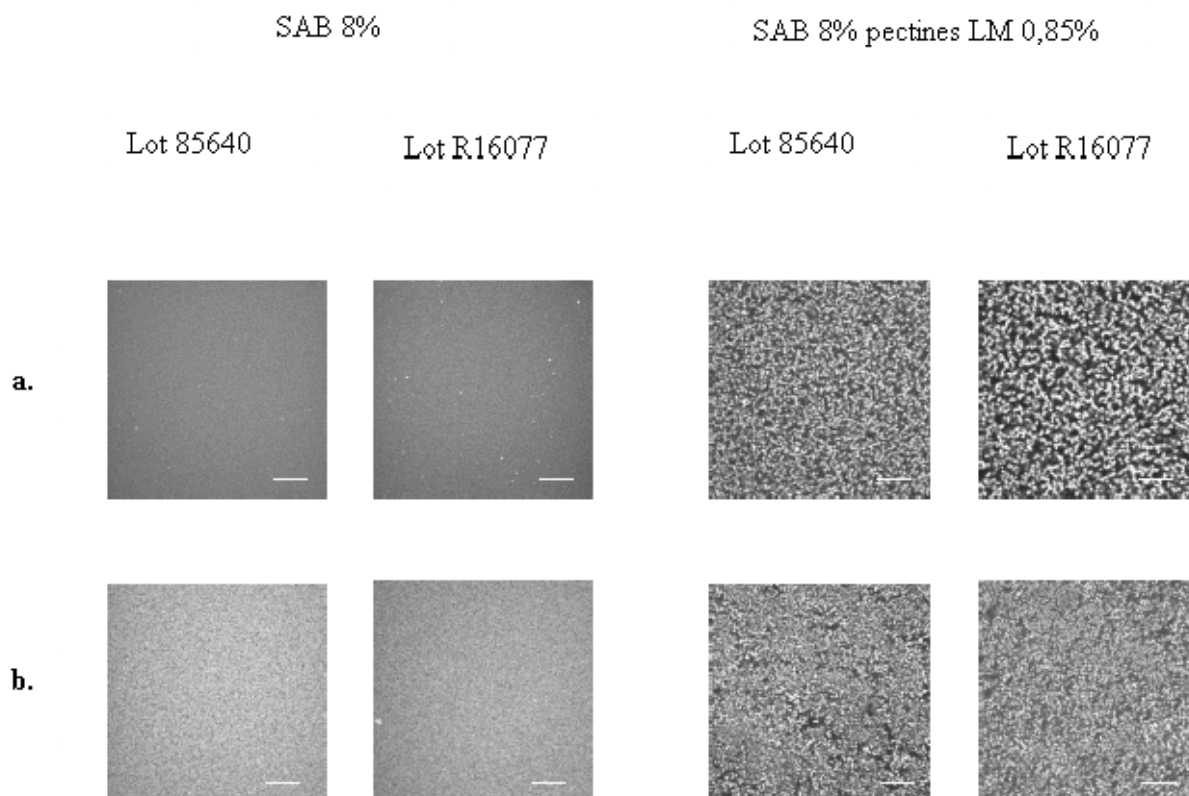 SAB 8%
SAB 8% pectines LM 0,85%
Lot 85640
Lot R16077
Lot 85640
Lot R16077
a.
b.